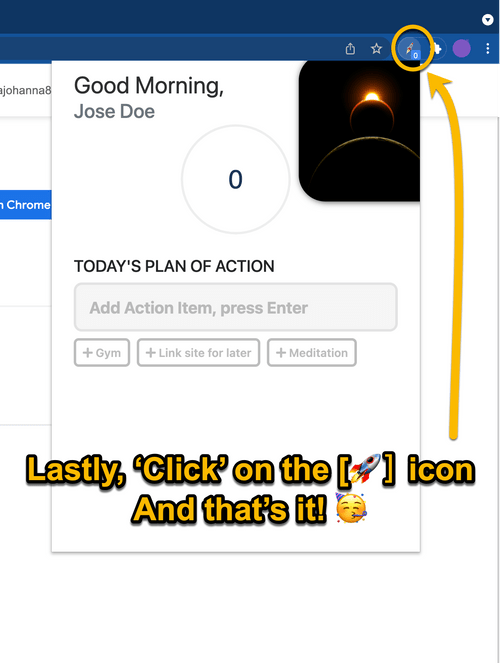 0
ajohanna8
Good Morning,
Jose Doe
0
n Chrome
TODAY'S PLAN OF ACTION
Add Action Item, press Enter
+ Gym + Link site for later + Meditation
Lastly, ‘Click’ on the [🚀] icon
And that’s it! 🥳